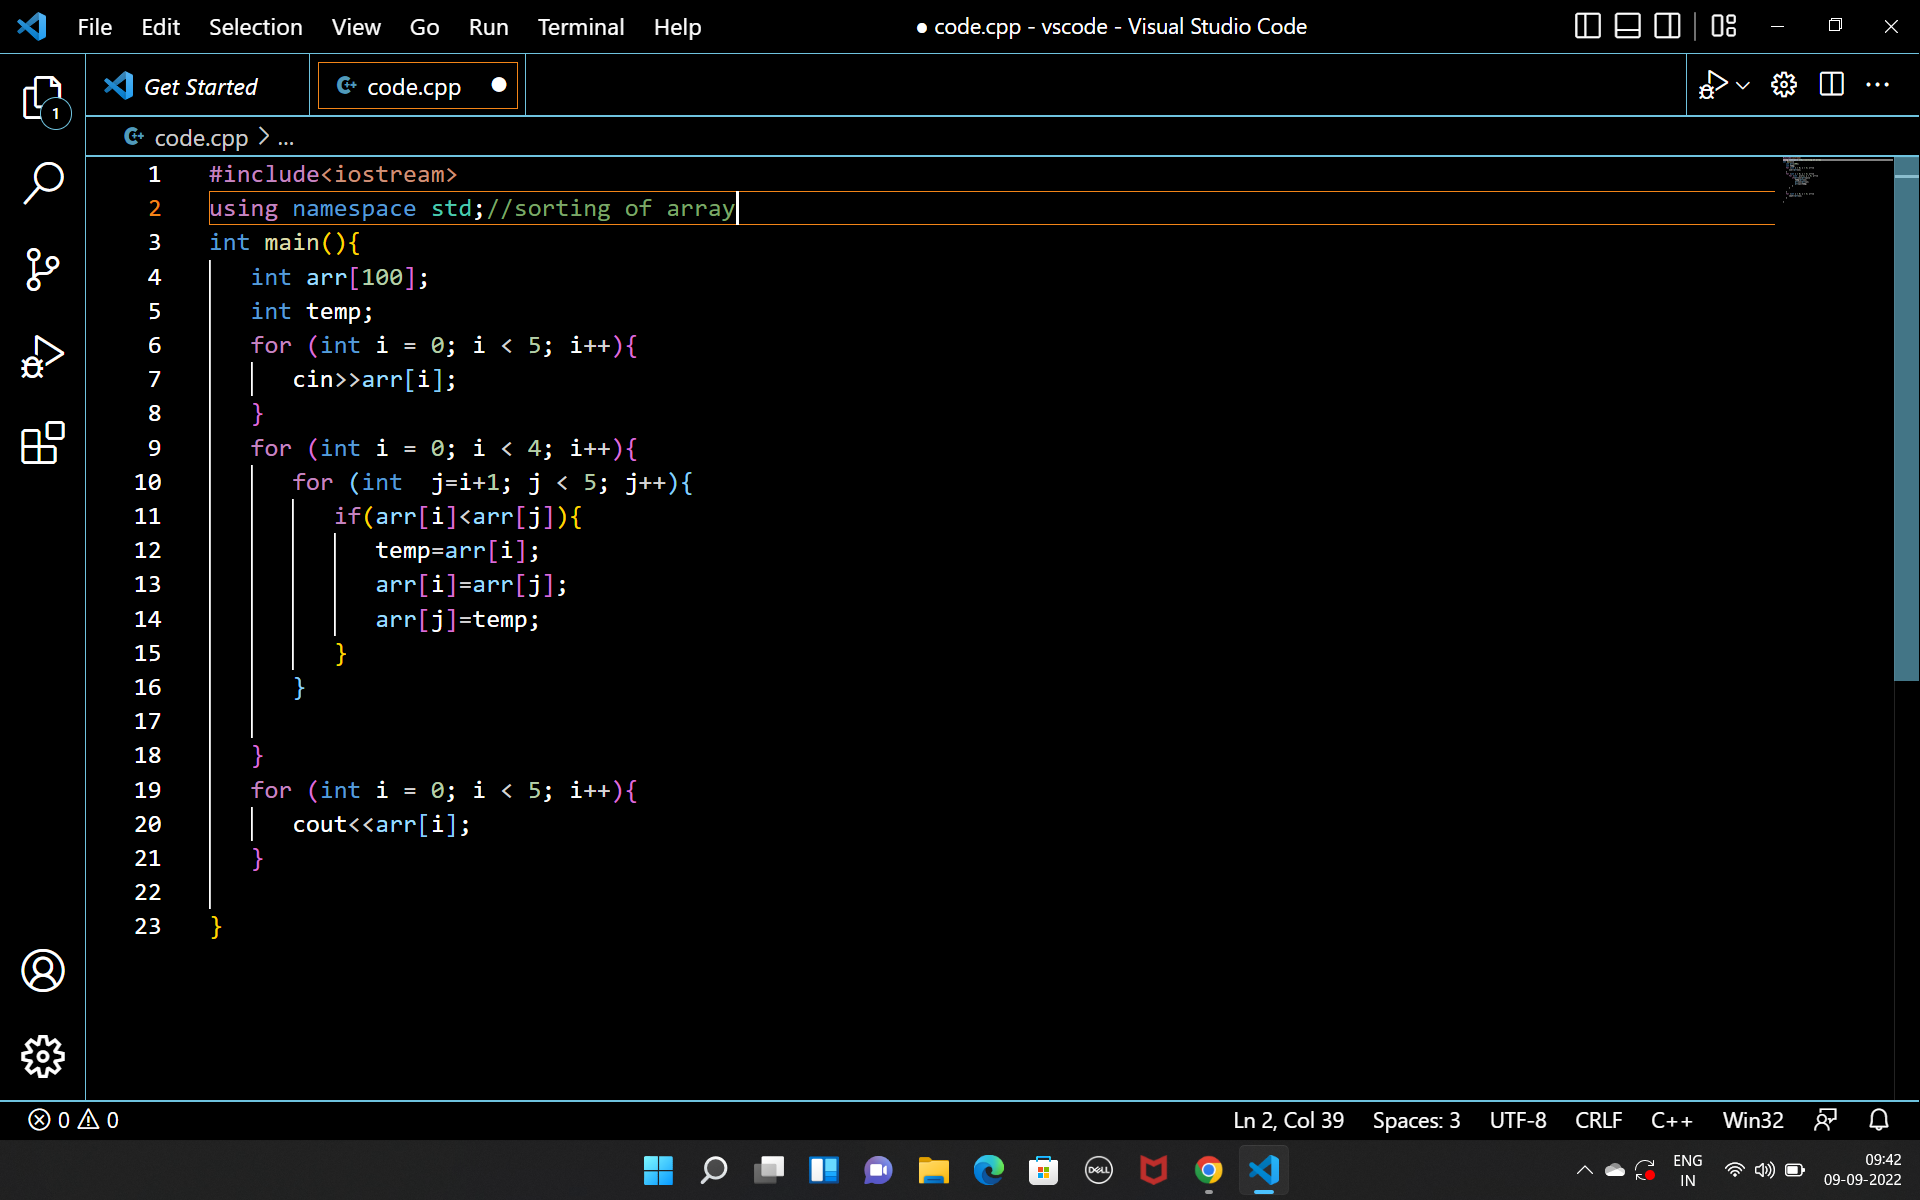 File Edit Selection View Go Run Terminal Help ● code.cpp - vscode - Visual Studio Code
Get Started code.cpp
1
code.cpp > ...
1 #include<iostream>
2 using namespace std;//sorting of array
3 int main(){
4 int arr[100];
5 int temp;
6 for (int i = 0; i < 5; i++){
7 cin>>arr[i];
8 }
9 for (int i = 0; i < 4; i++){
10 for (int  j=i+1; j < 5; j++){
11 if(arr[i]<arr[j]){
12 temp=arr[i];
13 arr[i]=arr[j];
14 arr[j]=temp;
15 }
16 }
17
18 }
19 for (int i = 0; i < 5; i++){
20 cout<<arr[i];
21 }
22
23 }
0 0 Ln 2, Col 39 Spaces: 3 UTF-8 CRLF C++ Win32
DELL
ENG 09:42
IN 09-09-2022